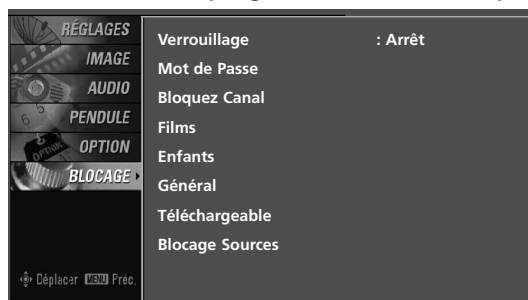 RÉGLAGES
IMAGE
AUDIO
PENDULE
OPTION
BLOCAGE
Déplacer MENU Préc.
Verrouillage : Arrêt
Mot de Passe
Bloquez Canal
Films
Enfants
Général
Téléchargeable
Blocage Sources